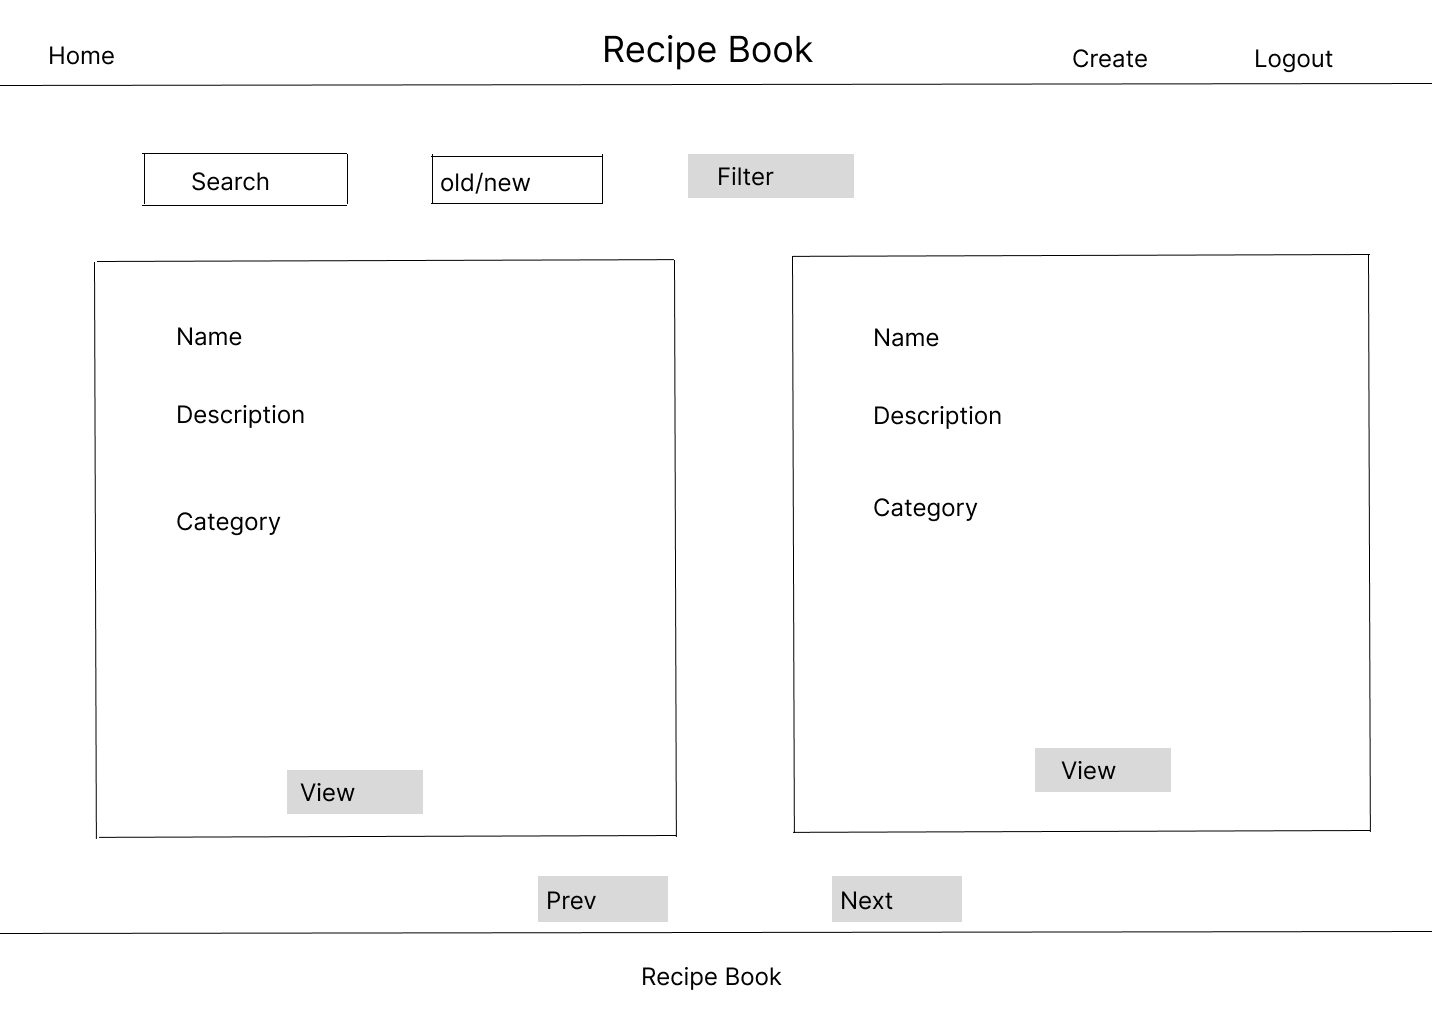 Home
Recipe Book
Create
Logout
Search
old/new
Filter
Name
Description
Category
View
Name
Description
Category
View
Prev
Next
Recipe Book